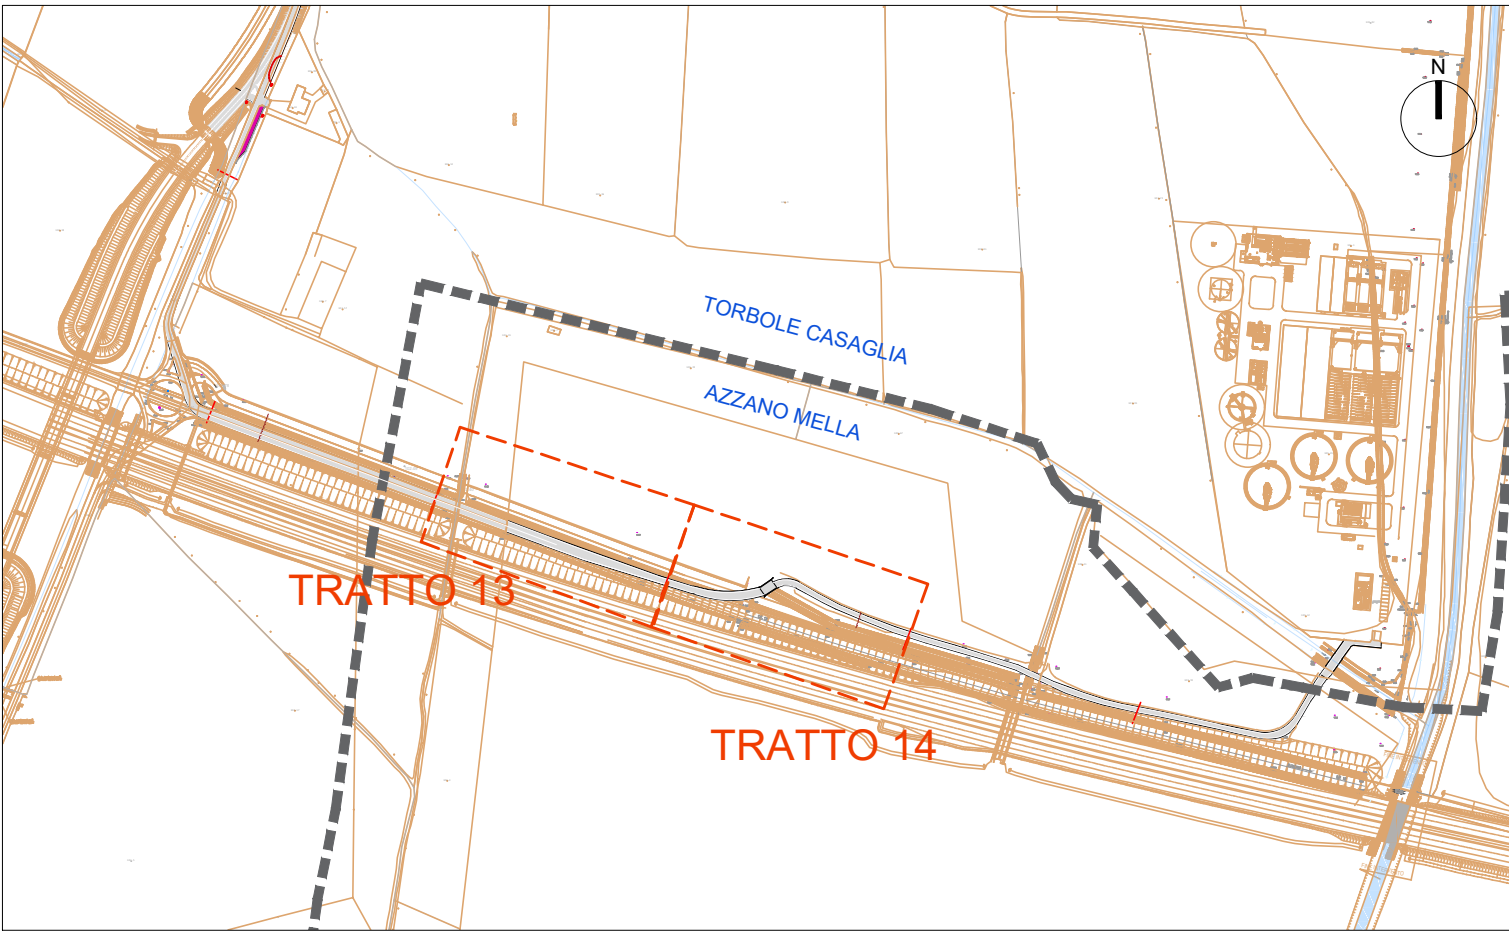 N
TORBOLE CASAGLIA
AZZANO MELLA
TRATTO 13
TRATTO 14